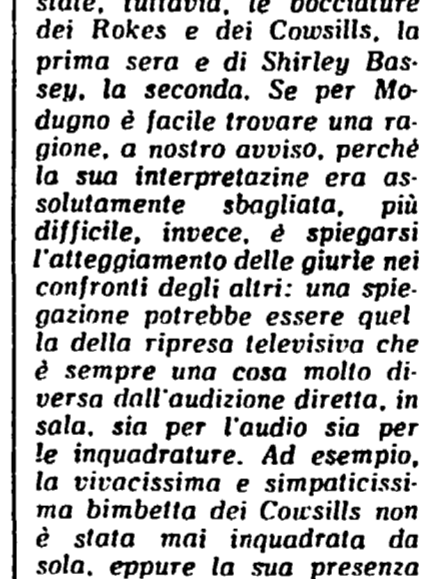 state, tuttavia, le bocciature
dei Rokes e dei Cowsills, la
prima sera e di Shirley Bas-
sey, la seconda. Se per Mo-
dugno è facile trovare una ra-
gione, a nostro avviso, perchè
la sua interpretazine era as-
solutamente sbagliata, più
difficile, invece, è spiegarsi
l'atteggiamento delle giurie nei
confronti degli altri: una spie-
gazione potrebbe essere quel
la della ripresa televisiva che
è sempre una cosa molto di-
versa dall'audizione diretta, in
sala, sia per l'audio sia per
le inquadrature. Ad esempio,
la vivacissima e simpaticissi-
ma bimbetta dei Cowsills non
è stata mai inquadrata da
sola, eppure la sua presenza